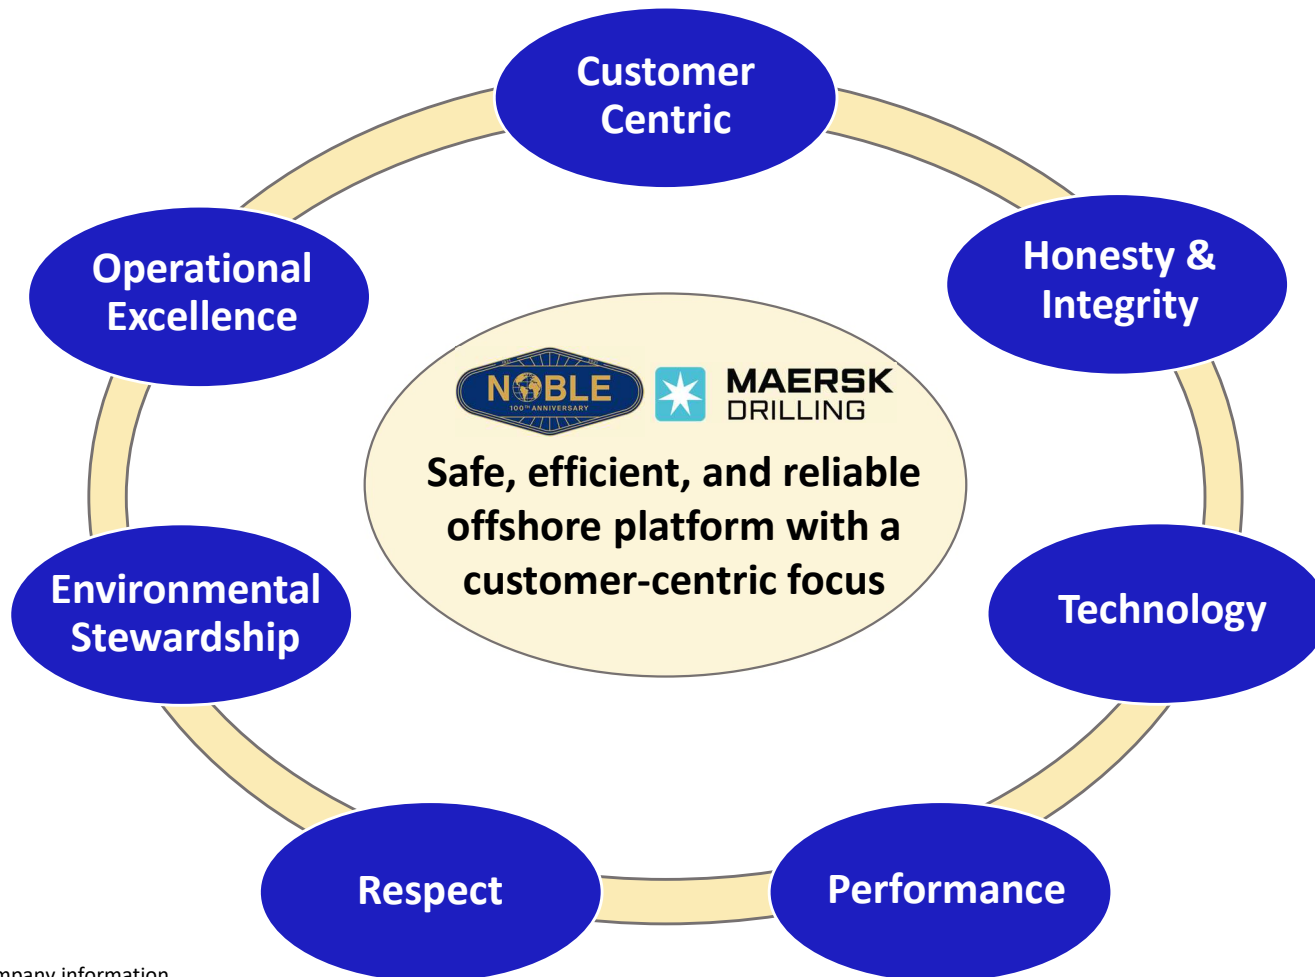 Customer
Centric
Operational
Excellence
Honesty &
Integrity
NOBLE
100TH ANNIVERSARY
MAERSK
DRILLING
Safe, efficient, and reliable
offshore platform with a
customer-centric focus
Environmental
Stewardship
Technology
Respect
Performance
information